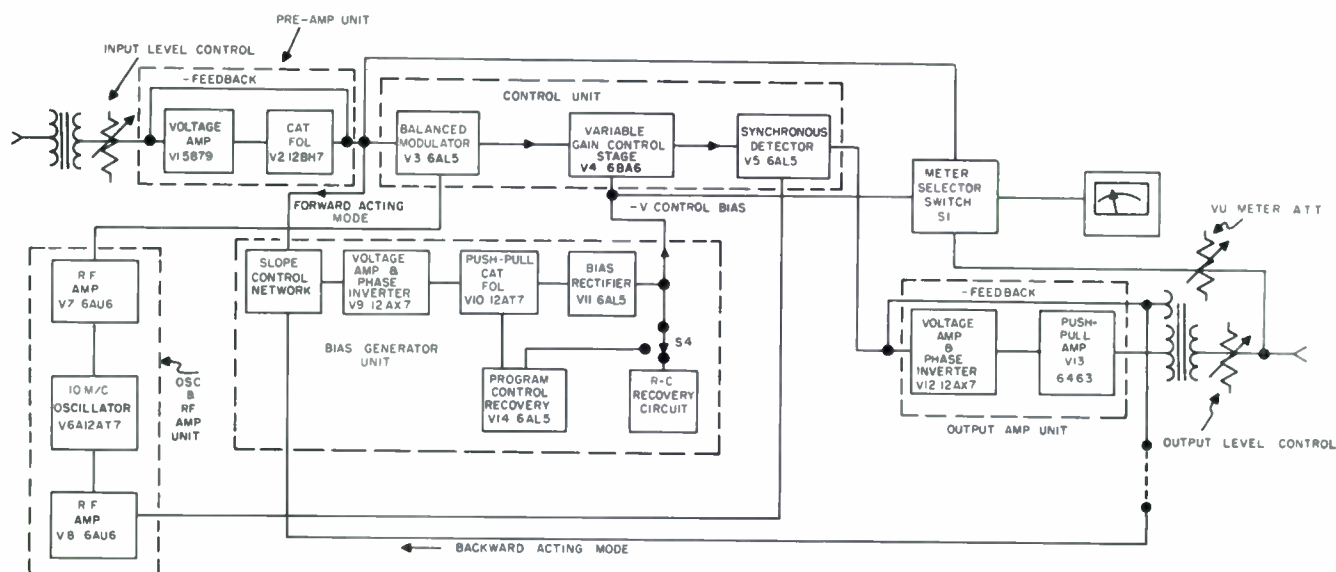 PRE-AMP UNIT
INPUT LEVEL CONTROL
-FEEDBACK
VOLTAGE
AMP
V1 5879
CAT
FOL
V2 12BH7
CONTROL UNIT
BALANCED
MODULATOR
V3 6AL5
VARIABLE
GAIN CONTROL
STAGE
V4 6BA6
SYNCHRONOUS
DETECTOR
V5 6AL5
METER
SELECTOR
SWITCH
S1
VU METER ATT
FORWARD ACTING
MODE
-V CONTROL BIAS
RF
AMP
V7 6AU6
10 M/C
OSCILLATOR
V6A12AT7
RF
AMP
V8 6AU6
OSC
&
RF
AMP
UNIT
SLOPE
CONTROL
NETWORK
VOLTAGE
AMP &
PHASE
INVERTER
V9 12AX7
PUSH-PULL
CAT
FOL
V10 12AT7
BIAS
RECTIFIER
V11 6AL5
BIAS GENERATOR
UNIT
S4
PROGRAM
CONTROL
RECOVERY
V14 6AL5
R-C
RECOVERY
CIRCUIT
-FEEDBACK
VOLTAGE
AMP
&
PHASE
INVERTER
V12 12AX7
PUSH-
PULL
AMP
V13
6463
OUTPUT AMP UNIT
OUTPUT LEVEL CONTROL
BACKWARD ACTING MODE